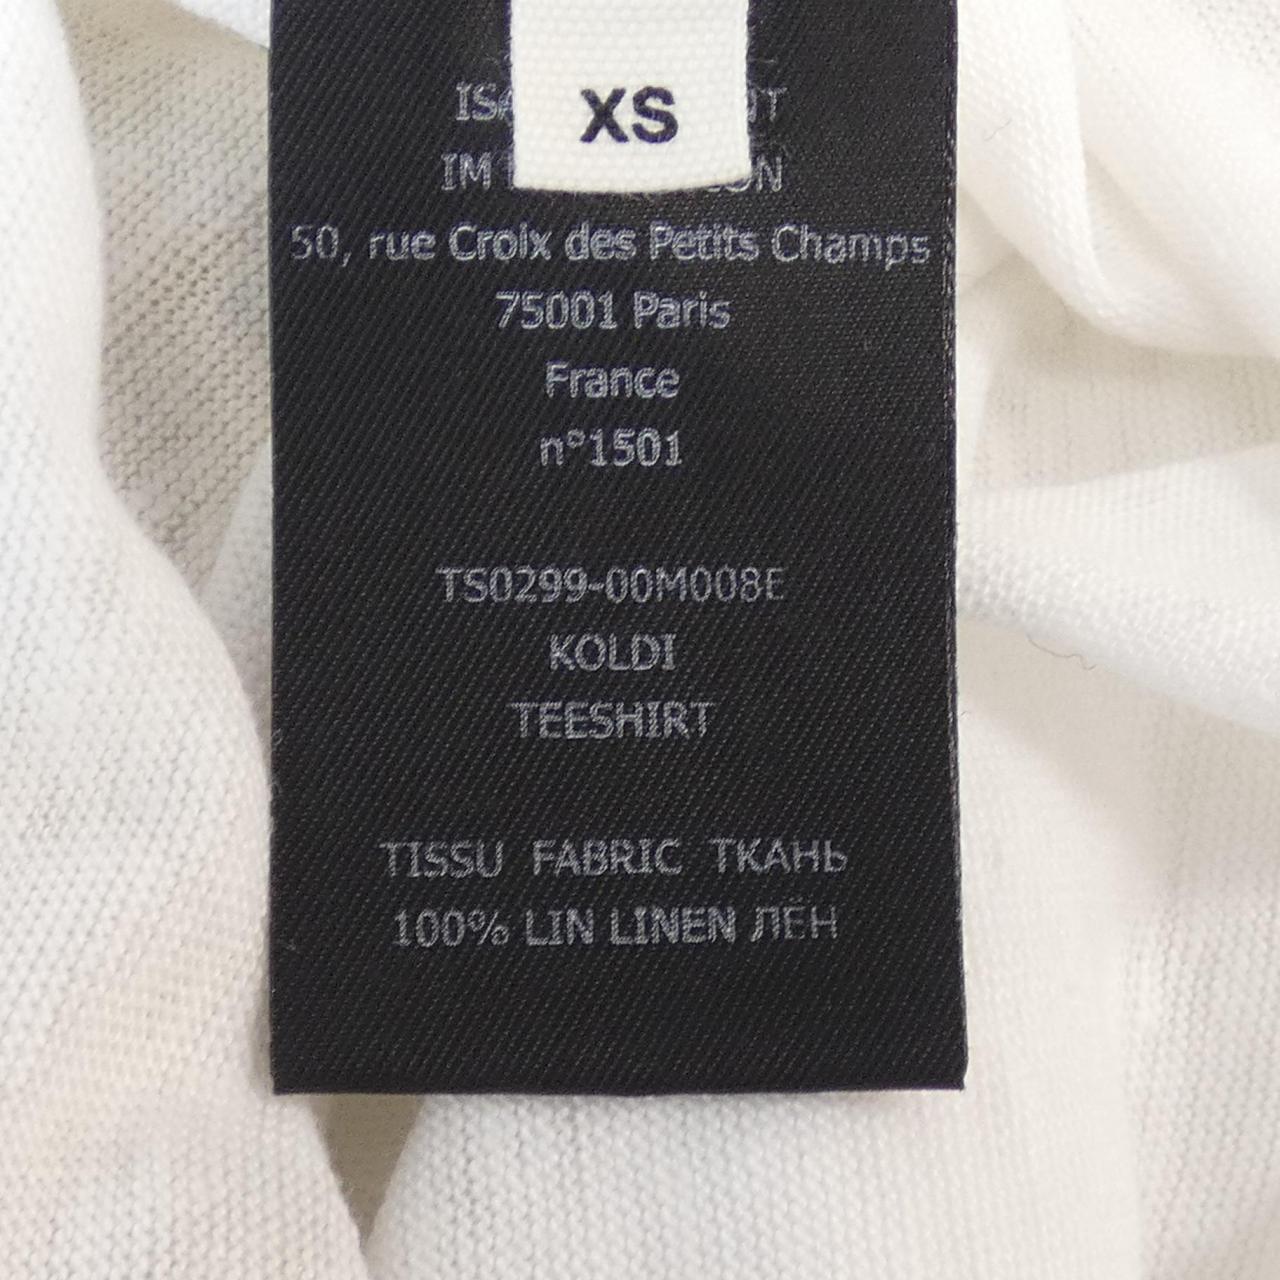 XS
50, rue Croix des Petits Champs
75001 Paris
France
n°1501
TS0299-00M008E
KOLDI
TEESHIRT
TISSU FABRIC ТКАНЬ
100% LIN LINEN ЛЁН